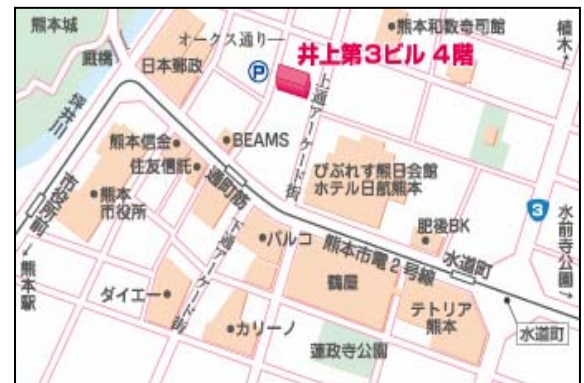 熊本城
厩橋
坪井川
日本郵政
オークス通り
P
井上第3ビル 4階
熊本和数奇司館
植木
上通アーケード街
BEAMS
熊本信金
住友信託
通町筋
びぷれす熊日会館
ホテル日航熊本
3
水前寺公園
肥後BK
市役所前
熊本
市役所
熊本駅
下通アーケード街
パルコ
熊本市電2号線
水道町
ダイエー
カリーノ
鶴屋
テトリア
熊本
蓮政寺公園
水道町